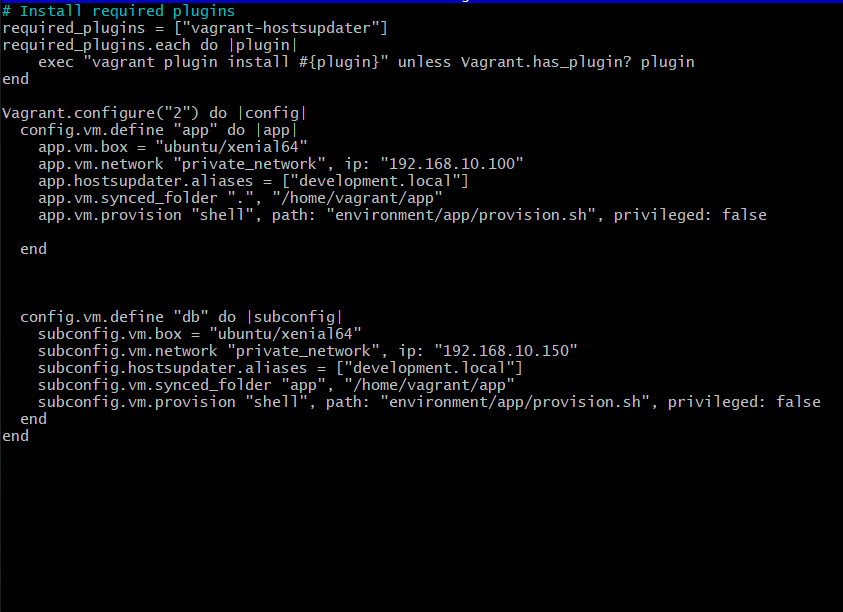 # Install required plugins
required_plugins = ["vagrant-hostsupdater"]
required_plugins.each do |plugin|
    exec "vagrant plugin install #{plugin}" unless Vagrant.has_plugin? plugin
end

Vagrant.configure("2") do |config|
  config.vm.define "app" do |app|
    app.vm.box = "ubuntu/xenial64"
    app.vm.network "private_network", ip: "192.168.10.100"
    app.hostsupdater.aliases = ["development.local"]
    app.vm.synced_folder ".", "/home/vagrant/app"
    app.vm.provision "shell", path: "environment/app/provision.sh", privileged: false

  end

  config.vm.define "db" do |subconfig|
    subconfig.vm.box = "ubuntu/xenial64"
    subconfig.vm.network "private_network", ip: "192.168.10.150"
    subconfig.hostsupdater.aliases = ["development.local"]
    subconfig.vm.synced_folder "app", "/home/vagrant/app"
    subconfig.vm.provision "shell", path: "environment/app/provision.sh", privileged: false
  end
end